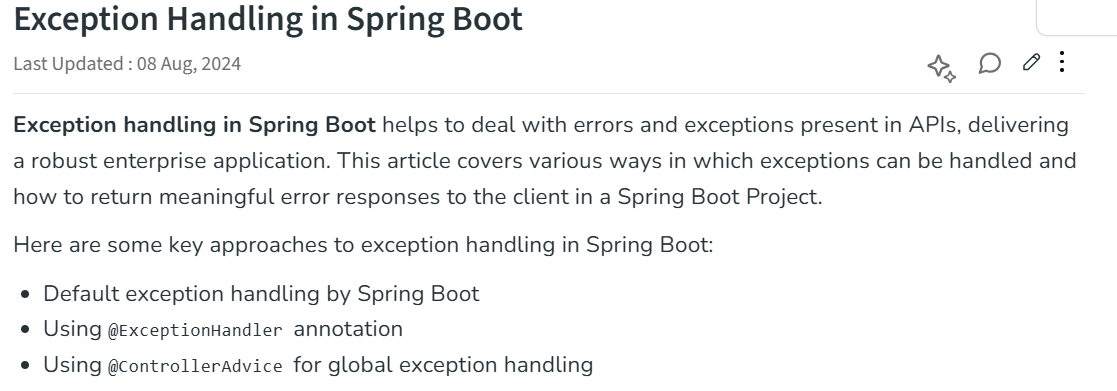 Exception Handling in Spring Boot
Last Updated : 08 Aug, 2024
Exception handling in Spring Boot helps to deal with errors and exceptions present in APIs, delivering
a robust enterprise application. This article covers various ways in which exceptions can be handled and
how to return meaningful error responses to the client in a Spring Boot Project.
Here are some key approaches to exception handling in Spring Boot:
• Default exception handling by Spring Boot
• Using @ExceptionHandler annotation
• Using @ControllerAdvice for global exception handling